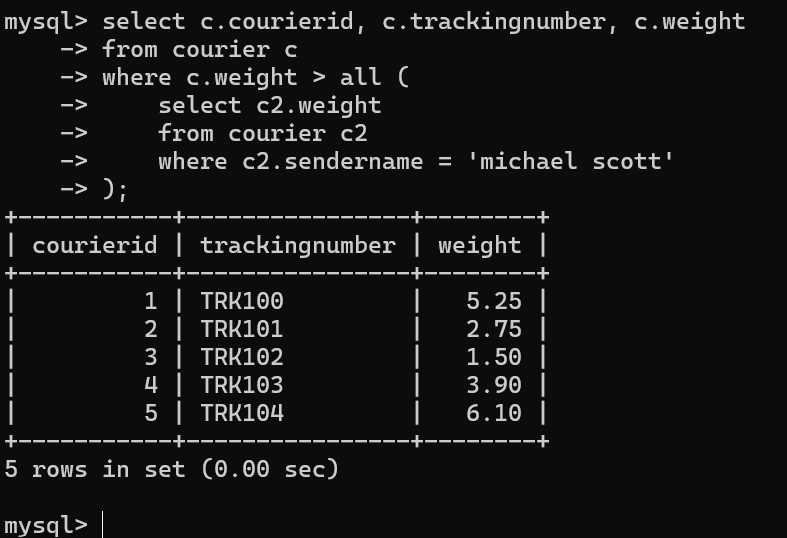 mysql> select c.courierid, c.trackingnumber, c.weight
    -> from courier c
    -> where c.weight > all (
    ->     select c2.weight
    ->     from courier c2
    ->     where c2.sendername = 'michael scott'
    -> );
+-----------+----------------+--------+
| courierid | trackingnumber | weight |
+-----------+----------------+--------+
|         1 | TRK100         |   5.25 |
|         2 | TRK101         |   2.75 |
|         3 | TRK102         |   1.50 |
|         4 | TRK103         |   3.90 |
|         5 | TRK104         |   6.10 |
+-----------+----------------+--------+
5 rows in set (0.00 sec)

mysql>